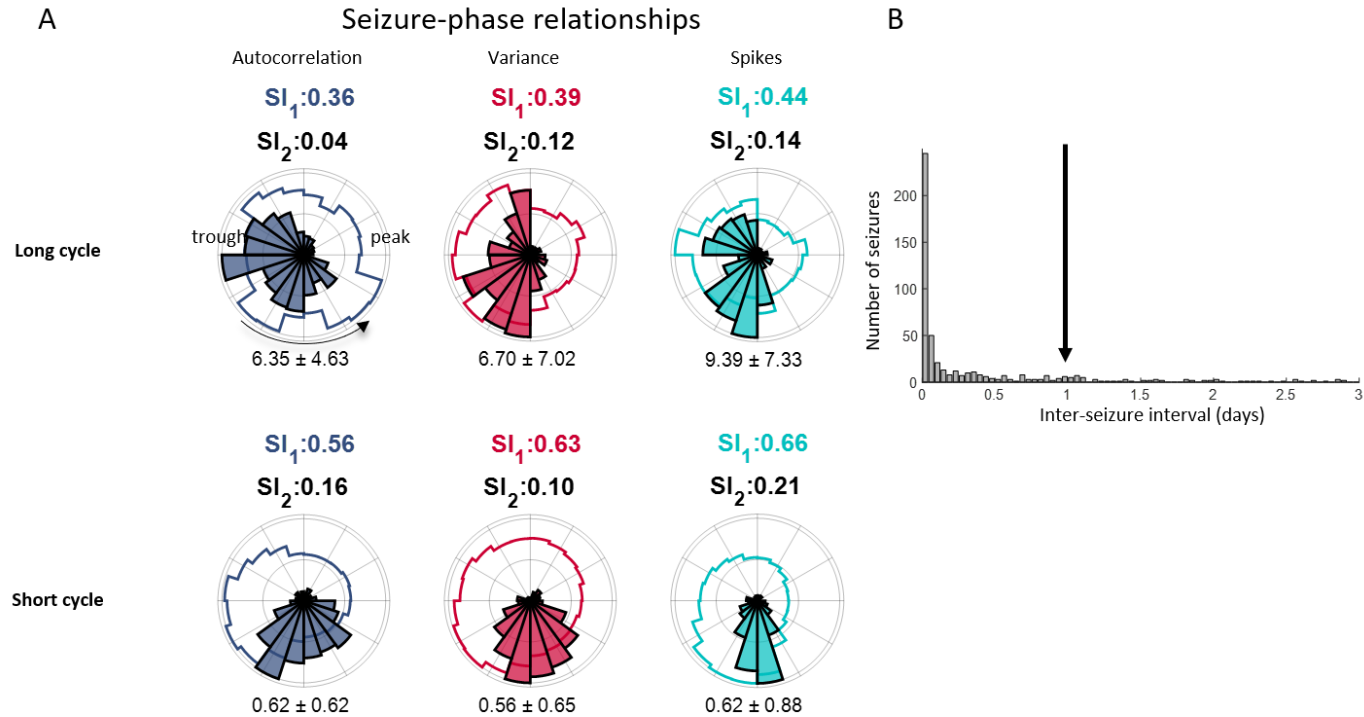 A
Seizure-phase relationships
B
Autocorrelation
Variance
Spikes
SI1:0.36
SI1:0.39
SI1:0.44
SI2:0.04
SI2:0.12
SI2:0.14
Long cycle
trough
peak
6.35 ± 4.63
6.70 ± 7.02
9.39 ± 7.33
Number of seizures
200
150
100
50
0
0
0.5
1
1.5
2
2.5
3
Inter-seizure interval (days)
SI1:0.56
SI1:0.63
SI1:0.66
SI2:0.16
SI2:0.10
SI2:0.21
Short cycle
0.62 ± 0.62
0.56 ± 0.65
0.62 ± 0.88